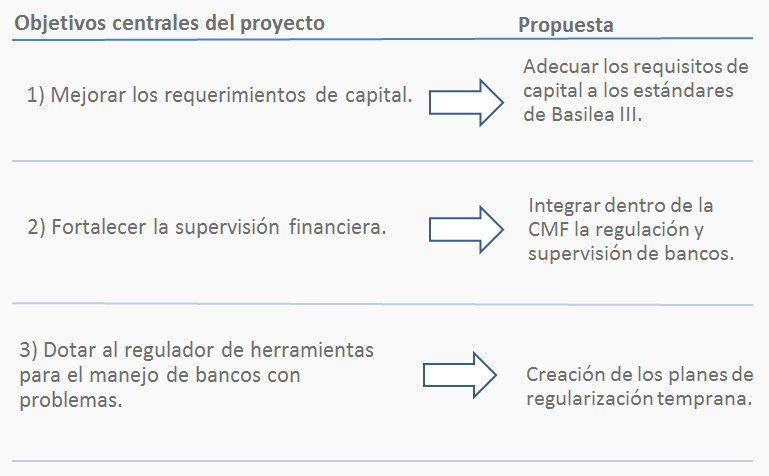 Objetivos centrales del proyecto
Propuesta
1) Mejorar los requerimientos de capital.
Adecuar los requisitos de
capital a los estándares
de Basilea III.
2) Fortalecer la supervisión financiera.
Integrar dentro de la
CMF la regulación y
supervisión de bancos.
3) Dotar al regulador de herramientas
para el manejo de bancos con
problemas.
Creación de los planes de
regularización temprana.